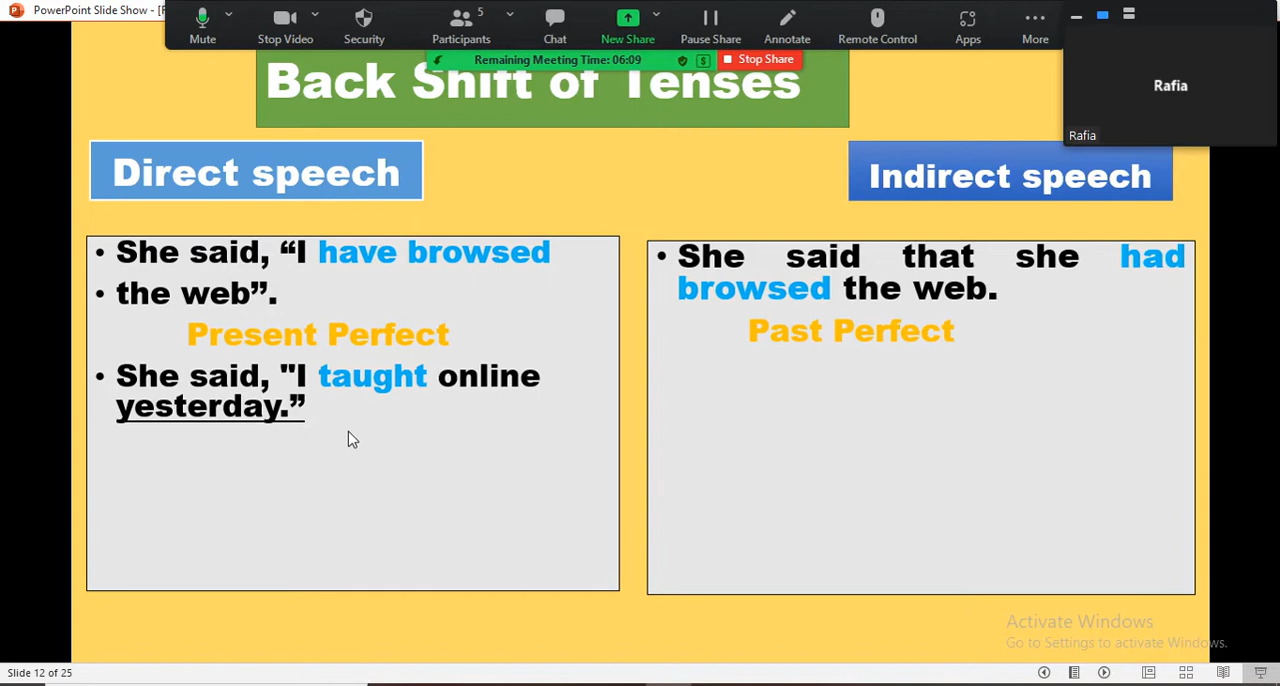 PowerPoint Slide Show - [
Mute
Stop Video
Security
5
Participants
Chat
New Share
Pause Share
Annotate
Remote Control
Apps
More
Remaining Meeting Time: 06:09
Stop Share
Rafia
Rafia
Back Shift of Tenses
Direct speech
Indirect speech
• She said, “I have browsed
• the web”.
Present Perfect
• She said, "I taught online
yesterday.”
• She said that she had
browsed the web.
Past Perfect
Activate Windows
Go to Settings to activate Windows.
Slide 12 of 25